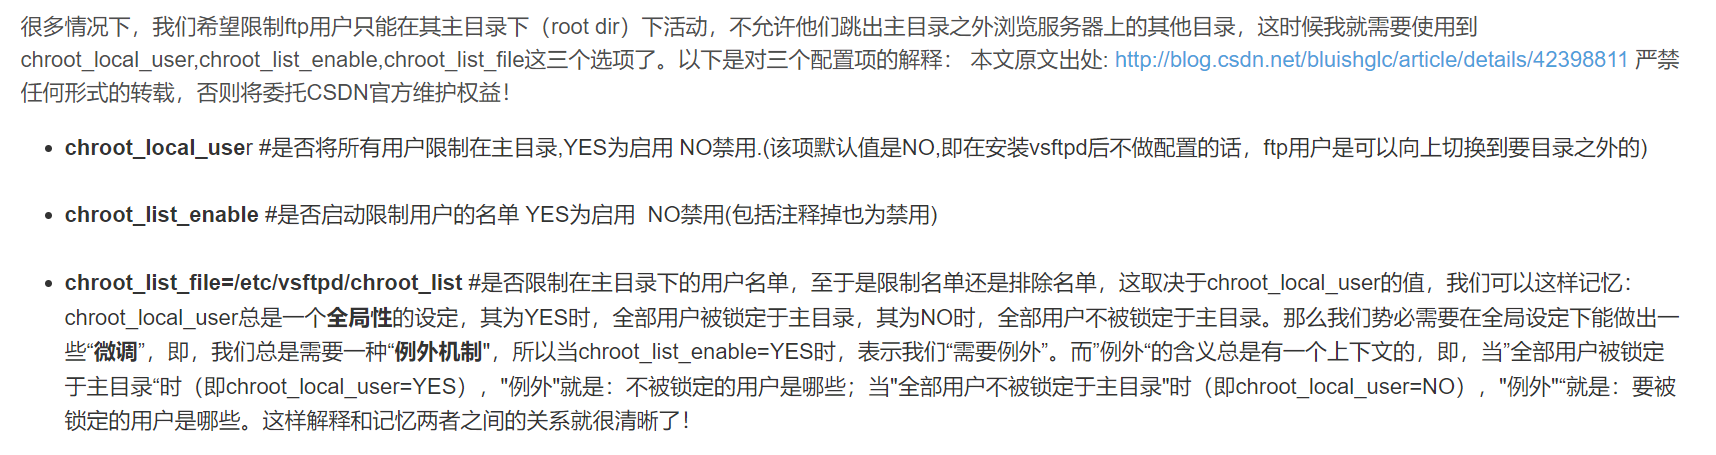 很多情况下，我们希望限制ftp用户只能在其主目录下（root dir）下活动，不允许他们跳出主目录之外浏览服务器上的其他目录，这时候我就需要使用到
chroot_local_user,chroot_list_enable,chroot_list_file这三个选项了。以下是对三个配置项的解释： 本文原文出处: http://blog.csdn.net/bluishglc/article/details/42398811 严禁
任何形式的转载，否则将委托CSDN官方维护权益！
• chroot_local_user #是否将所有用户限制在主目录,YES为启用 NO禁用.(该项默认值是NO,即在安装vsftpd后不做配置的话，ftp用户是可以向上切换到要目录之外的)
• chroot_list_enable #是否启动限制用户的名单 YES为启用  NO禁用(包括注释掉也为禁用)
• chroot_list_file=/etc/vsftpd/chroot_list #是否限制在主目录下的用户名单，至于是限制名单还是排除名单，这取决于chroot_local_user的值，我们可以这样记忆：
chroot_local_user总是一个全局性的设定，其为YES时，全部用户被锁定于主目录，其为NO时，全部用户不被锁定于主目录。那么我们势必需要在全局设定下能做出一
些“微调”，即，我们总是需要一种“例外机制"，所以当chroot_list_enable=YES时，表示我们“需要例外”。而”例外“的含义总是有一个上下文的，即，当”全部用户被锁定
于主目录“时（即chroot_local_user=YES），"例外"就是：不被锁定的用户是哪些；当"全部用户不被锁定于主目录"时（即chroot_local_user=NO），"例外"“就是：要被
锁定的用户是哪些。这样解释和记忆两者之间的关系就很清晰了！